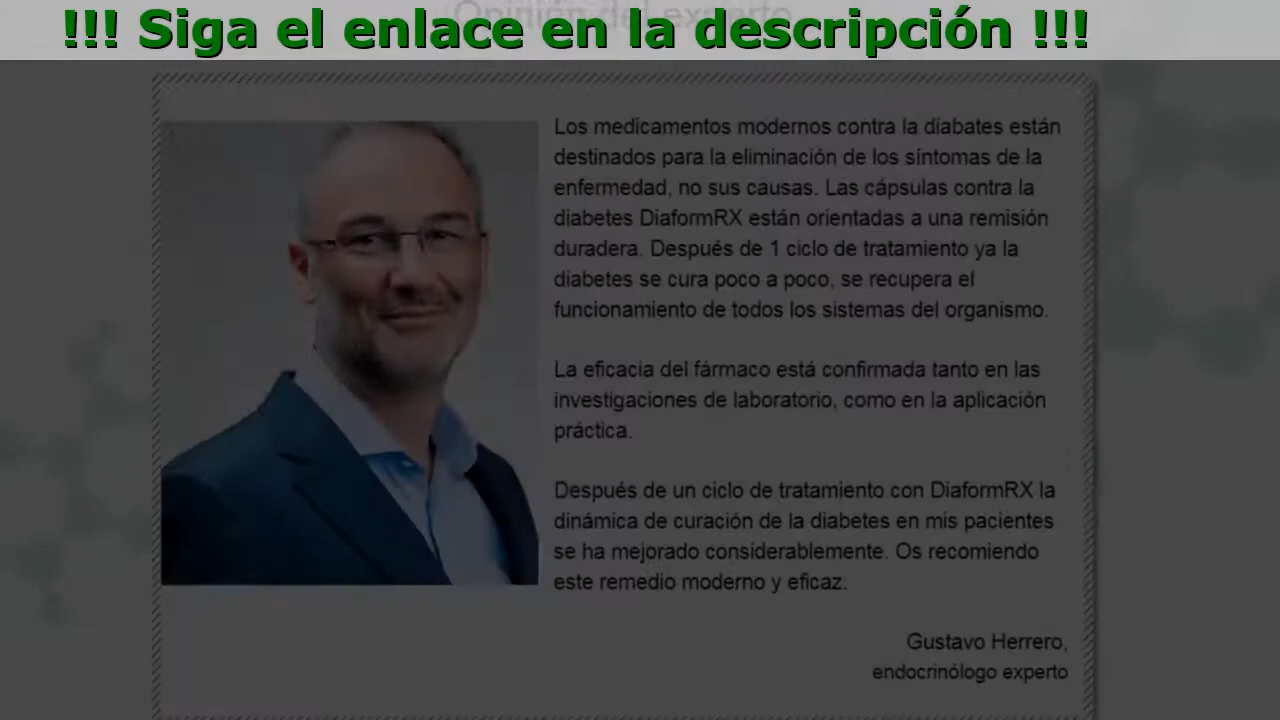 Opinión del experto
!!! Siga el enlace en la descripción !!!
Los medicamentos modernos contra la diabates están
destinados para la eliminación de los síntomas de la
enfermedad, no sus causas. Las cápsulas contra la
diabetes DiaformRX están orientadas a una remisión
duradera. Después de 1 ciclo de tratamiento ya la
diabetes se cura poco a poco, se recupera el
funcionamiento de todos los sistemas del organismo.
La eficacia del fármaco está confirmada tanto en las
investigaciones de laboratorio, como en la aplicación
práctica.
Después de un ciclo de tratamiento con DiaformRX la
dinámica de curación de la diabetes en mis pacientes
se ha mejorado considerablemente. Os recomiendo
este remedio moderno y eficaz.
Gustavo Herrero,
endocrinólogo experto